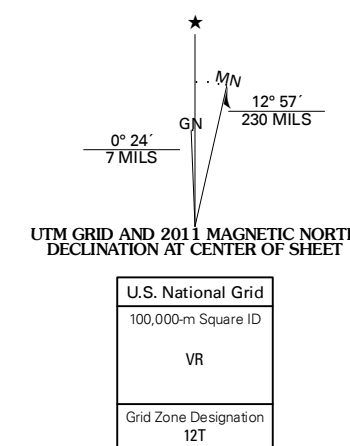 ★
MN
12° 57´
230 MILS
GN
0° 24´
7 MILS
UTM GRID AND 2011 MAGNETIC NORT
DECLINATION AT CENTER OF SHEET
U.S. National Grid
100,000-m Square ID
VR
Grid Zone Designation
12T